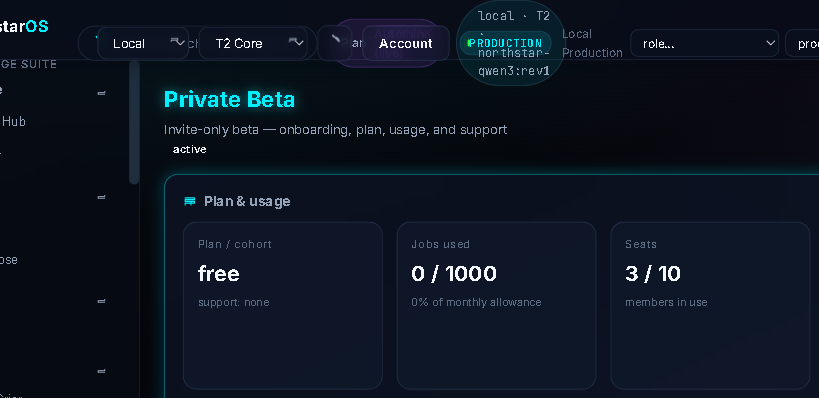 starOS
Local
T2 Core
Account
local · T2
PRODUCTION
northstar-
qwen3:rev1
Local
Production
role...
GE SUITE
Hub
Private Beta
Invite-only beta — onboarding, plan, usage, and support
active
Plan & usage
Plan / cohort
free
support: none
Jobs used
0 / 1000
0% of monthly allowance
Seats
3 / 10
members in use
ose